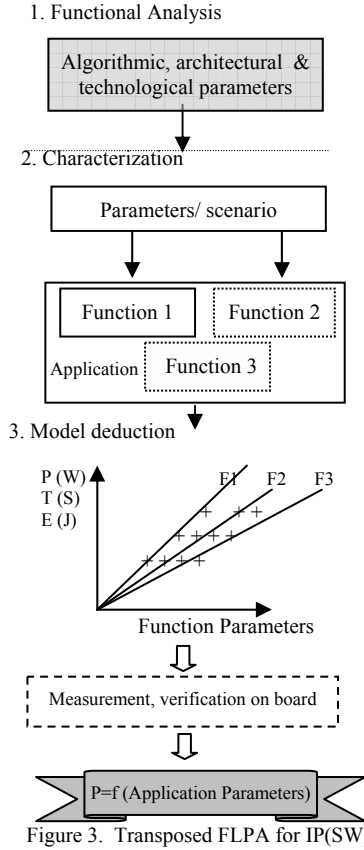 1. Functional Analysis
Algorithmic, architectural &
technological parameters
2. Characterization
Parameters/ scenario
Function 1
Function 2
Application
Function 3
3. Model deduction
P (W)
T (S)
E (J)
F1
F2
F3
Function Parameters
Measurement, verification on board
P=f (Application Parameters)
Figure 3. Transposed FLPA for IP(SW